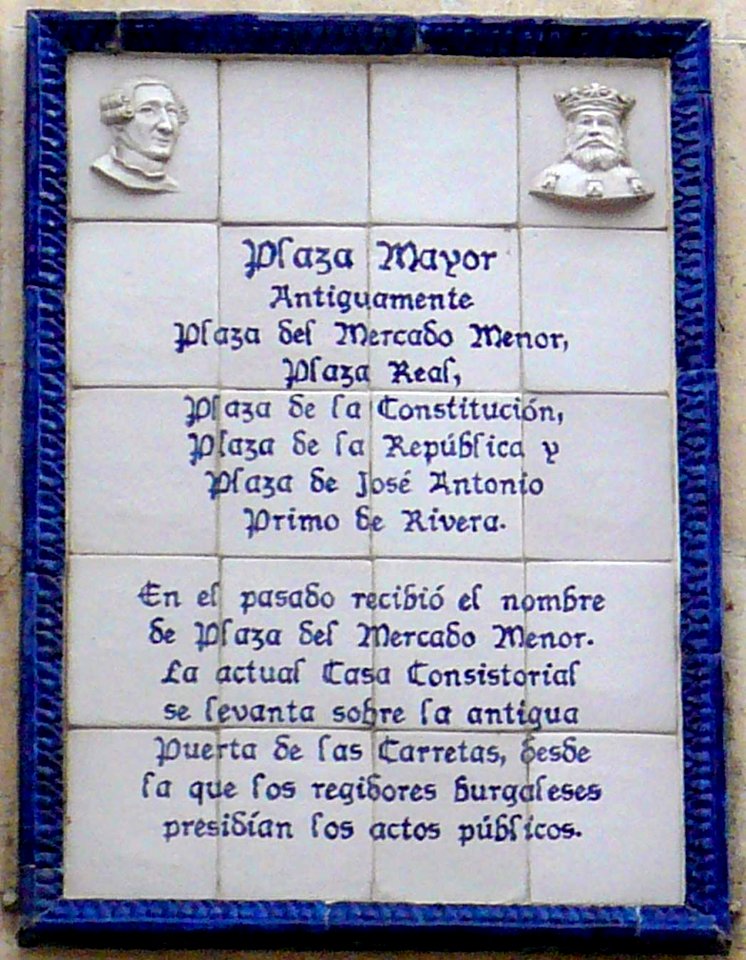 Plaza Mayor
Antiguamente
Plaza del Mercado Menor,
Plaza Real,
Plaza de la Constitución,
Plaza de la República y
Plaza de José Antonio
Primo de Rivera.
En el pasado recibió el nombre
de Plaza del Mercado Menor.
La actual Casa Consistorial
se levanta sobre la antigua
Puerta de las Carretas, desde
la que los regidores burgaleses
presidían los actos públicos.